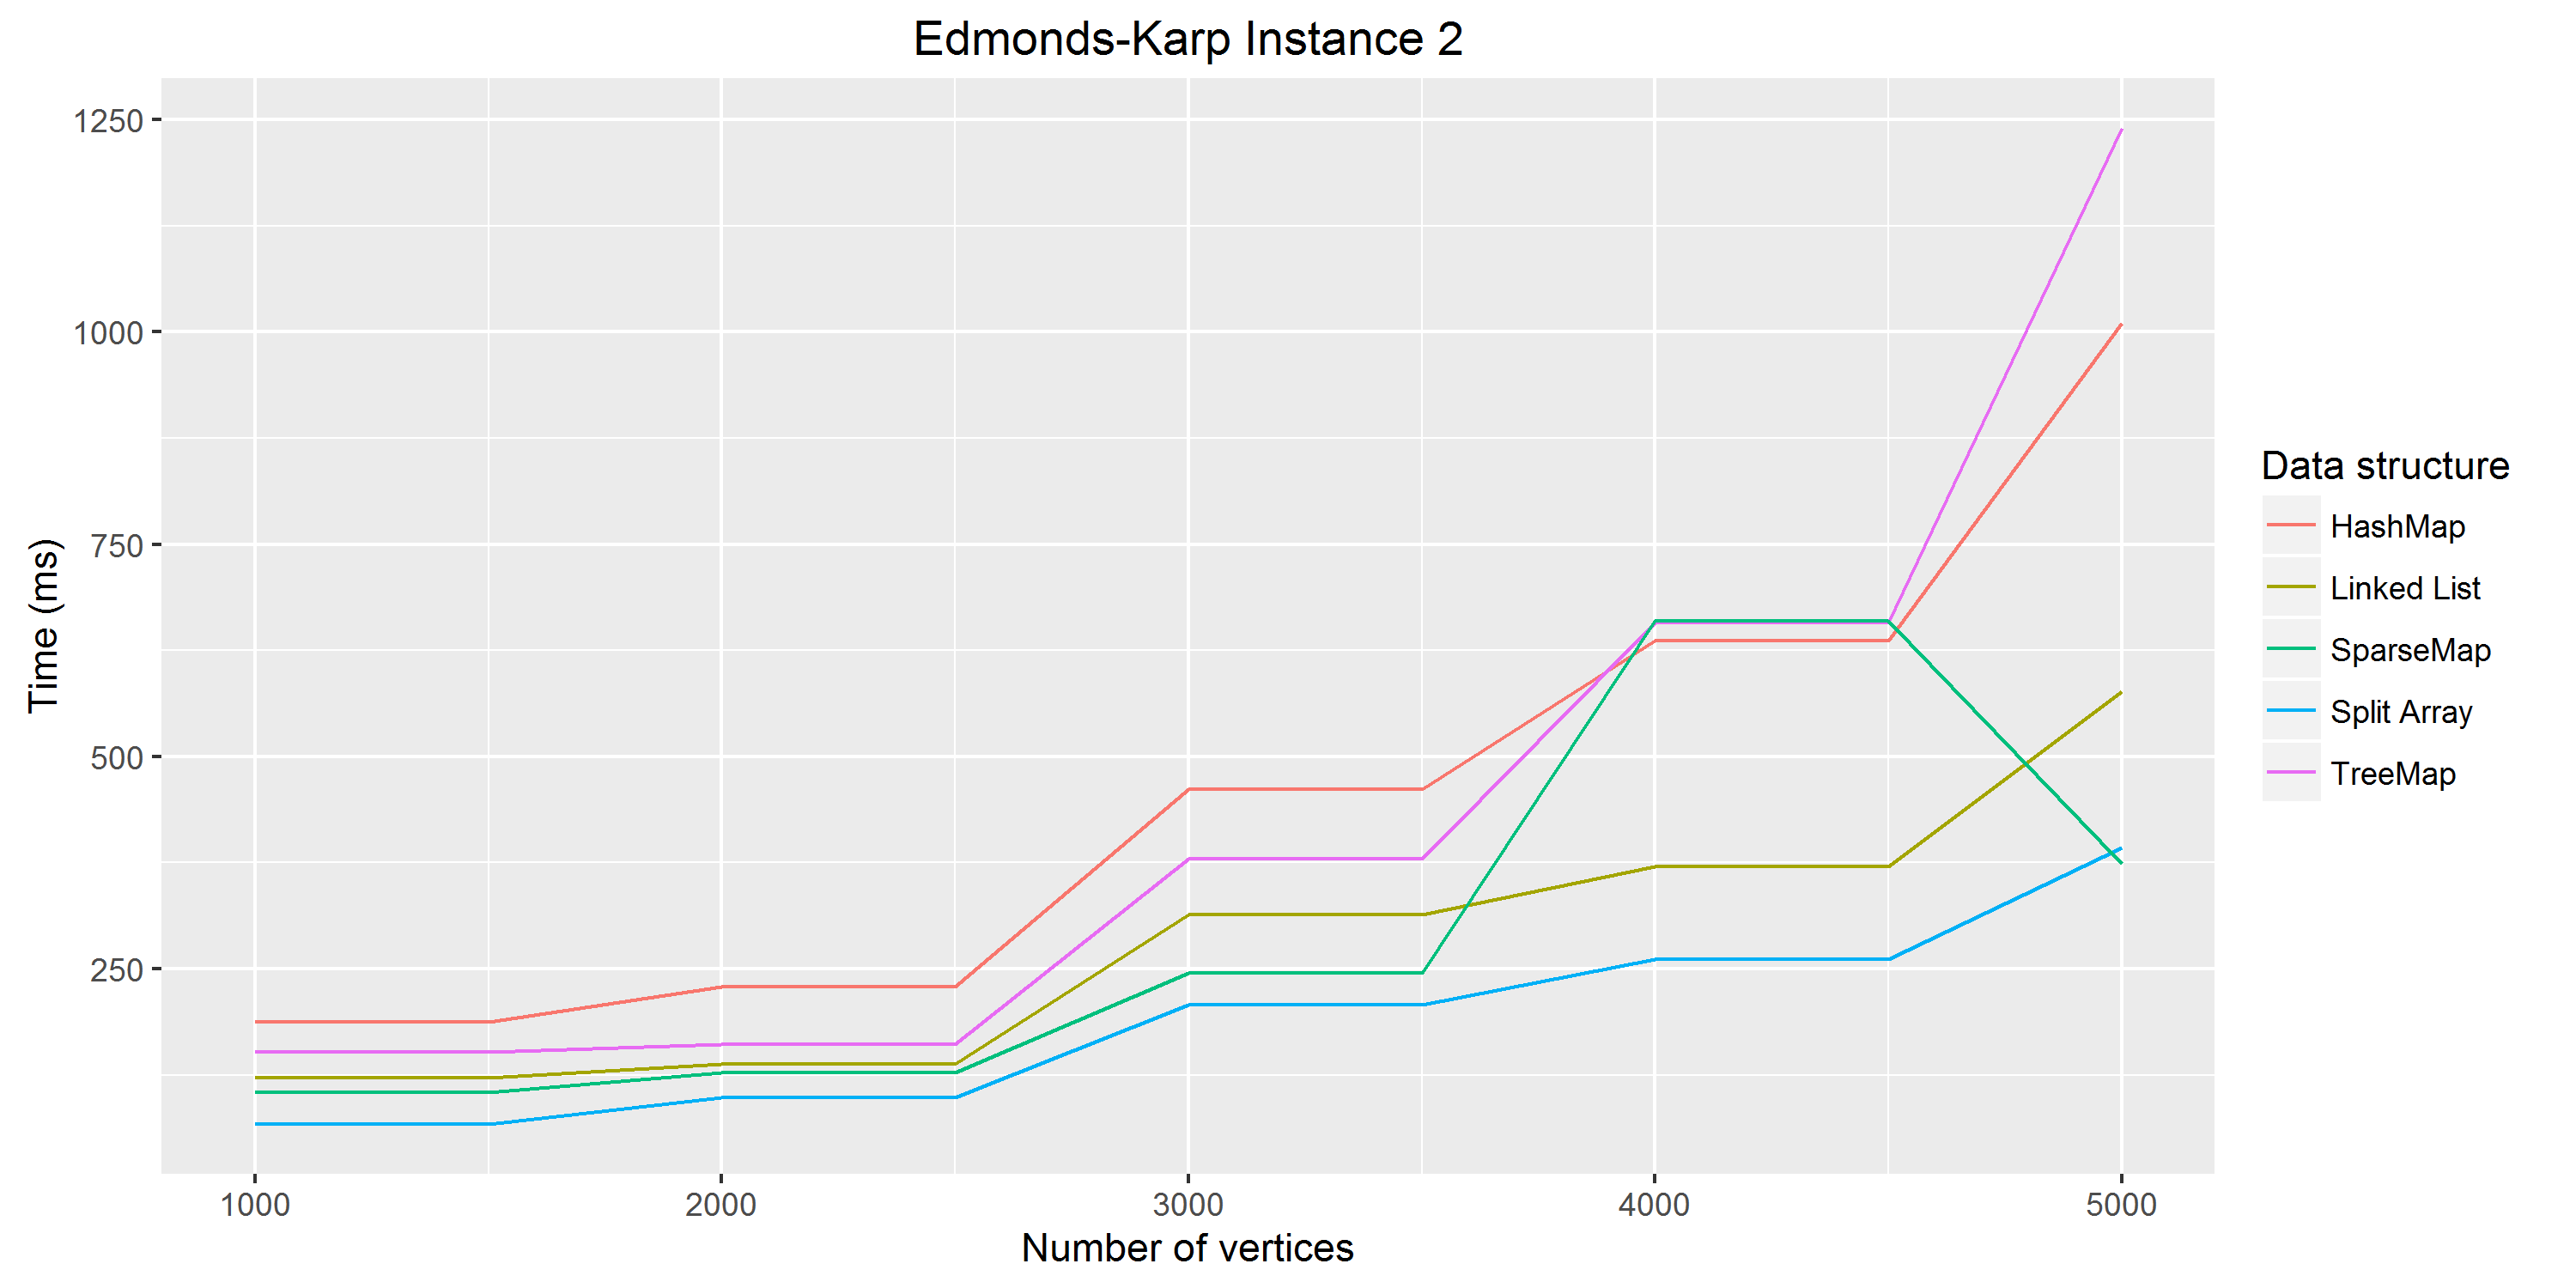 Edmonds-Karp Instance 2
1250
1000
750
500
250
Time (ms)
1000 2000 3000 4000 5000
Number of vertices
Data structure
HashMap
Linked List
SparseMap
Split Array
TreeMap